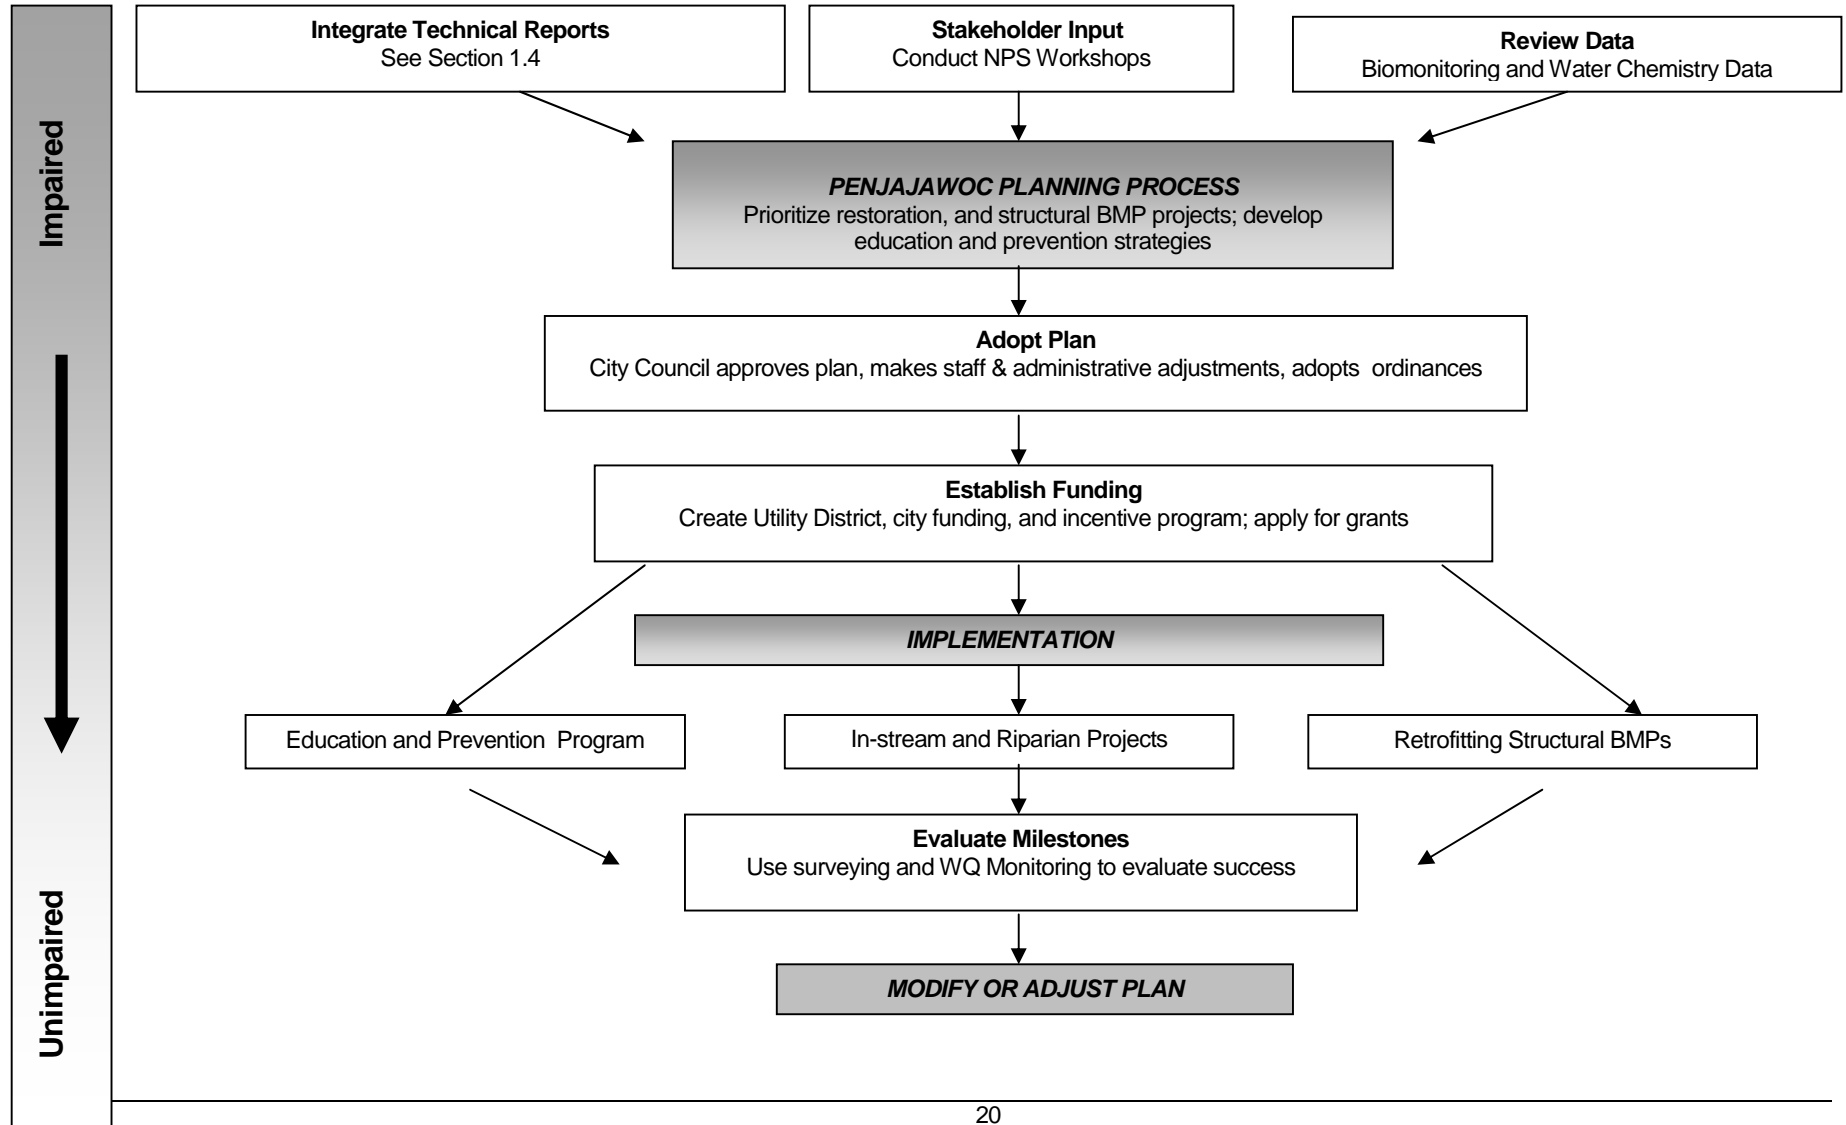 Impaired
Unimpaired
Integrate Technical Reports
See Section 1.4
Stakeholder Input
Conduct NPS Workshops
Review Data
Biomonitoring and Water Chemistry Data
PENJAJAWOC PLANNING PROCESS
Prioritize restoration, and structural BMP projects; develop
education and prevention strategies
Adopt Plan
City Council approves plan, makes staff & administrative adjustments, adopts ordinances
Establish Funding
Create Utility District, city funding, and incentive program; apply for grants
IMPLEMENTATION
Education and Prevention Program
In-stream and Riparian Projects
Retrofitting Structural BMPs
Evaluate Milestones
Use surveying and WQ Monitoring to evaluate success
MODIFY OR ADJUST PLAN
20